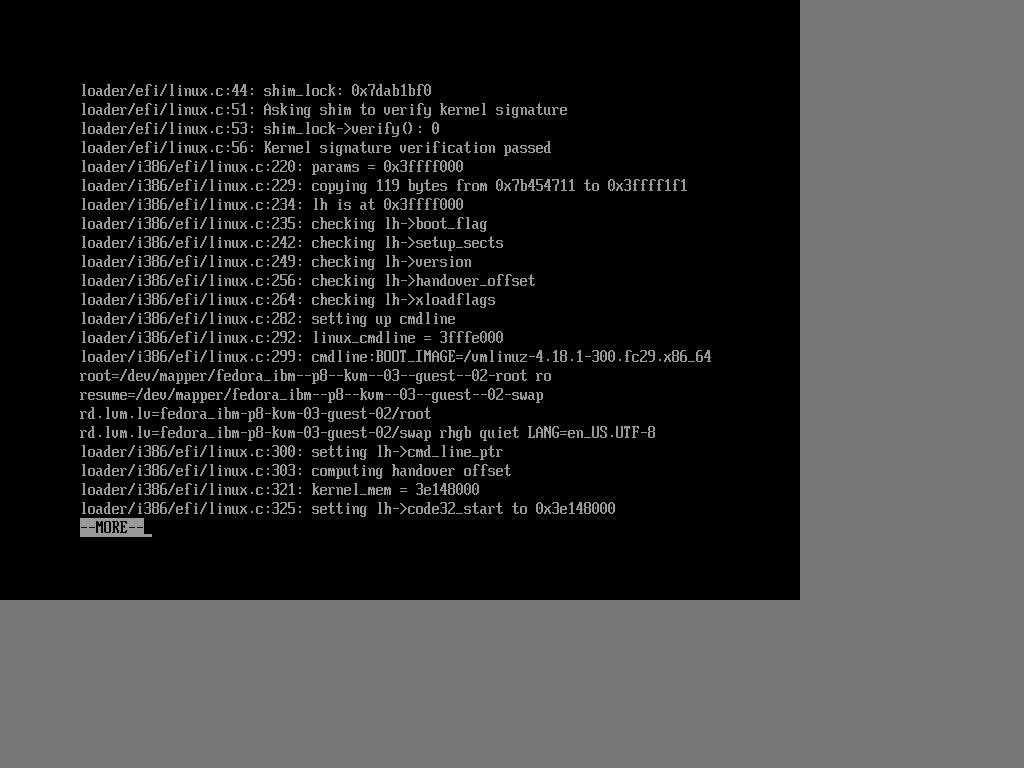 loader/efi/linux.c:44: shim_lock: 0x7dab1bf0
loader/efi/linux.c:51: Asking shim to verify kernel signature
loader/efi/linux.c:53: shim_lock->verify(): 0
loader/efi/linux.c:56: Kernel signature verification passed
loader/i386/efi/linux.c:220: params = 0x3ffff000
loader/i386/efi/linux.c:229: copying 119 bytes from 0x7b454711 to 0x3ffff1f1
loader/i386/efi/linux.c:234: lh is at 0x3ffff000
loader/i386/efi/linux.c:235: checking lh->boot_flag
loader/i386/efi/linux.c:242: checking lh->setup_sects
loader/i386/efi/linux.c:249: checking lh->version
loader/i386/efi/linux.c:256: checking lh->handover_offset
loader/i386/efi/linux.c:264: checking lh->xloadflags
loader/i386/efi/linux.c:282: setting up cmdline
loader/i386/efi/linux.c:292: linux_cmdline = 3fffe000
loader/i386/efi/linux.c:299: cmdline:BOOT_IMAGE=/vmlinuz-4.18.1-300.fc29.x86_64
root=/dev/mapper/fedora_ibm--p8--kvm--03--guest--02-root ro
resume=/dev/mapper/fedora_ibm--p8--kvm--03--guest--02-swap
rd.lvm.lv=fedora_ibm-p8-kvm-03-guest-02/root
rd.lvm.lv=fedora_ibm-p8-kvm-03-guest-02/swap rhgb quiet LANG=en_US.UTF-8
loader/i386/efi/linux.c:300: setting lh->cmd_line_ptr
loader/i386/efi/linux.c:303: computing handover offset
loader/i386/efi/linux.c:321: kernel_mem = 3e148000
loader/i386/efi/linux.c:325: setting lh->code32_start to 0x3e148000
--MORE--